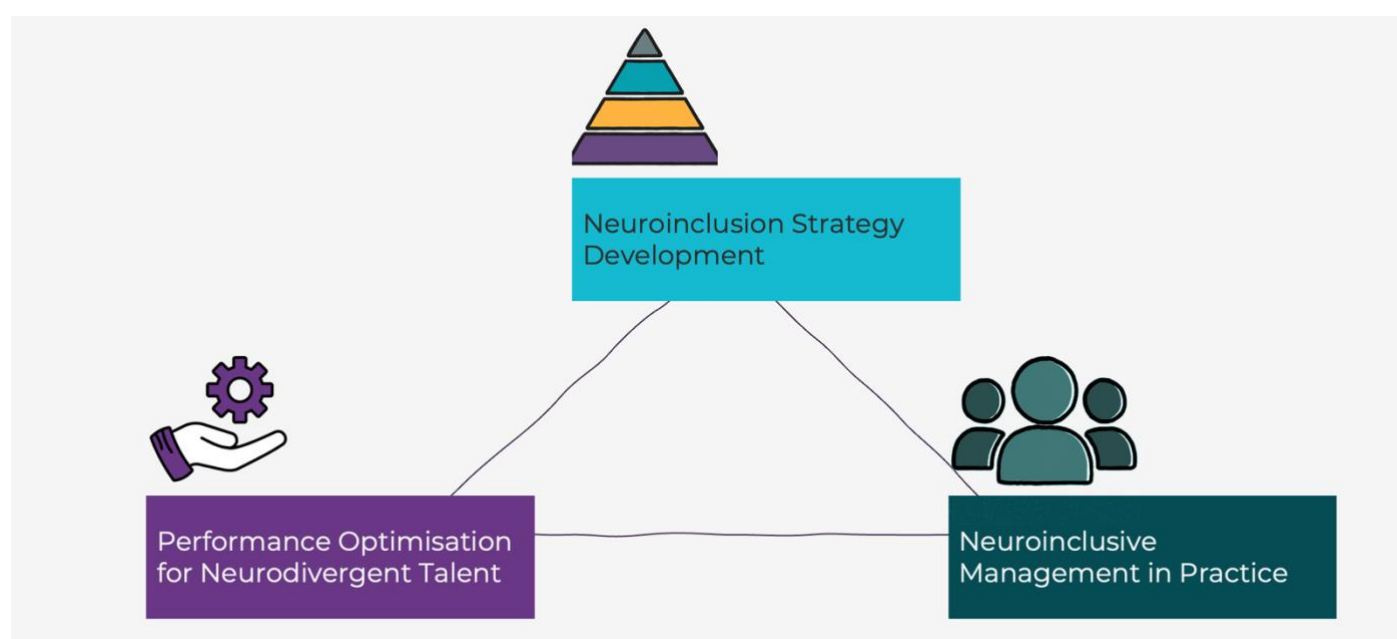 Neuroinclusion Strategy
Development
Performance Optimisation
for Neurodivergent Talent
Neuroinclusive
Management in Practice